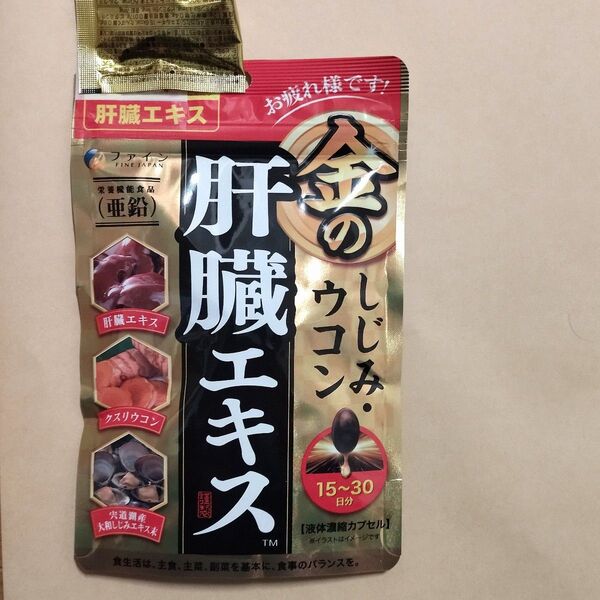 お疲れ様です!
肝臓エキス
ファイン
FINE JAPAN
栄養機能食品
(亜鉛)
金の
しじみ・
ウコン
肝臓エキス™
肝臓エキス
クスリウコン
宍道湖産
大和しじみエキス末
15〜30
日分
【液体濃縮カプセル】
※イラストはイメージです
食生活は、主食、主菜、副菜を基本に、食事のバランスを。